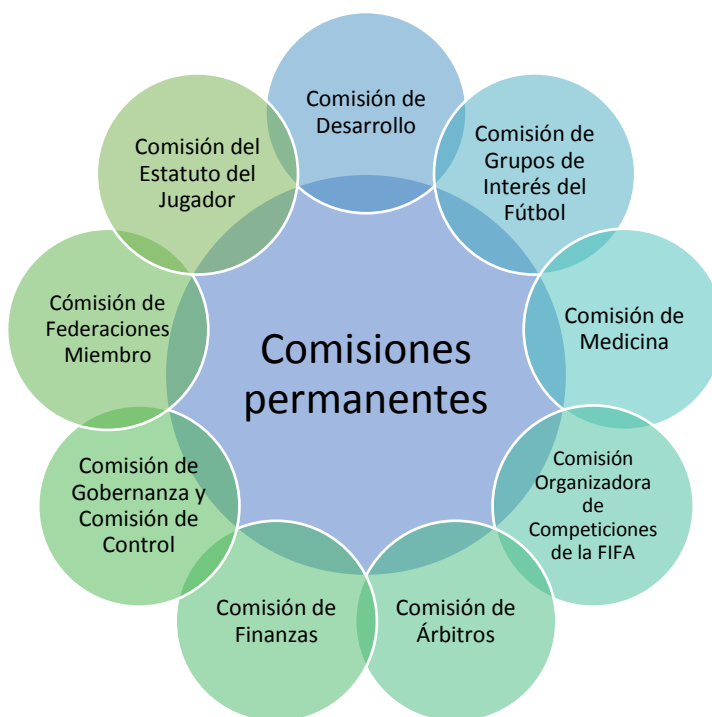 Comisión de
Desarrollo
Comisión de
Grupos de
Interés del
Fútbol
Comisión de
Medicina
Comisión
Organizadora
de
Competiciones
de la FIFA
Comisión de
Árbitros
Comisión de
Finanzas
Comisión de
Gobernanza y
Comisión de
Control
Cómisión de
Federaciones
Miembro
Comisión del
Estatuto del
Jugador
Comisiones
permanentes